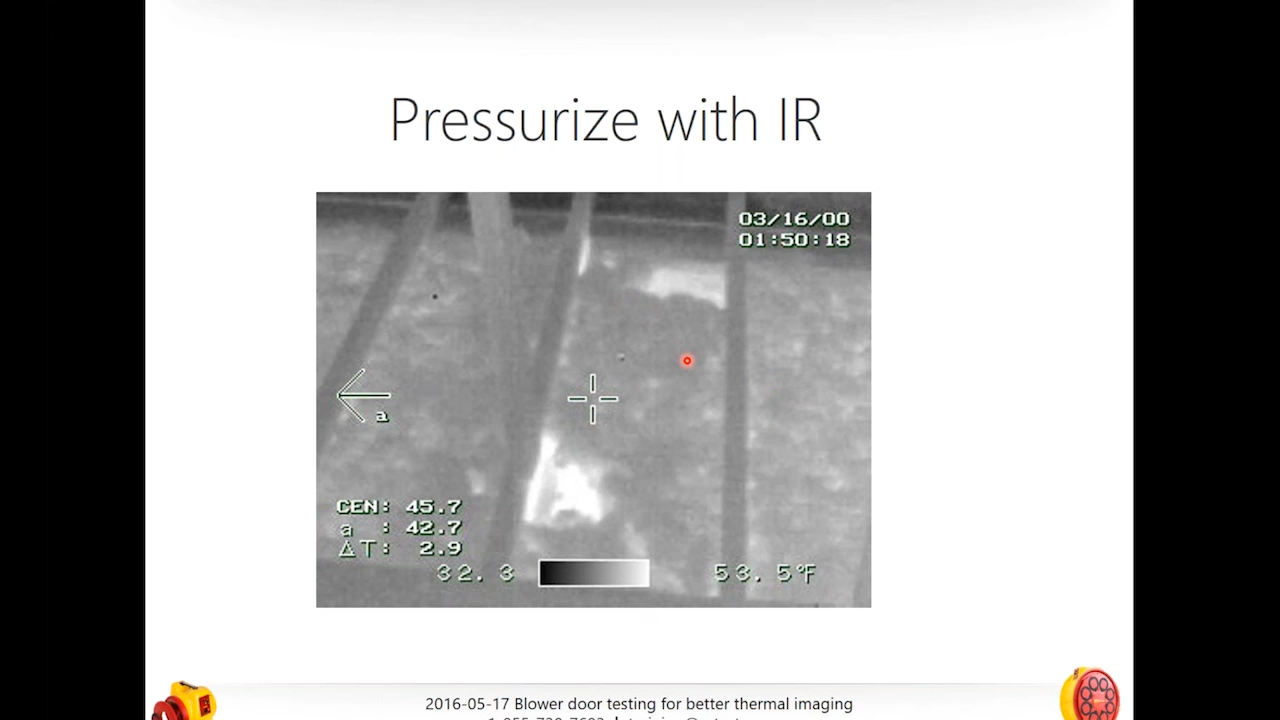 Pressurize with IR
03/16/00
01:50:18
a
CEN: 45.7
a : 42.7
ΔT: 2.9
32.3
53.5°F
2016-05-17 Blower door testing for better thermal imaging